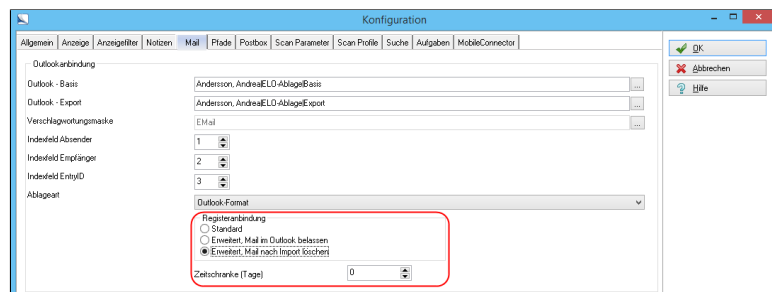 Konfiguration
Allgemein Anzeige Anzeigefilter Notizen Mail Pfade Postbox Scan Parameter Scan Profile Suche Aufgaben MobileConnector
OK
Abbrechen
Hilfe
Outlookanbindung
Outlook - Basis Andersson, Andrea|ELO-Ablage|Basis ...
Outlook - Export Andersson, Andrea|ELO-Ablage|Export ...
Verschlagwortungsmaske EMail ...
Indexfeld Absender 1
Indexfeld Empfänger 2
Indexfeld EntryID 3
Ablageart Outlook-Format
Registeranbindung
Standard
Erweitert, Mail im Outlook belassen
Erweitert, Mail nach Import löschen
Zeitschranke (Tage) 0